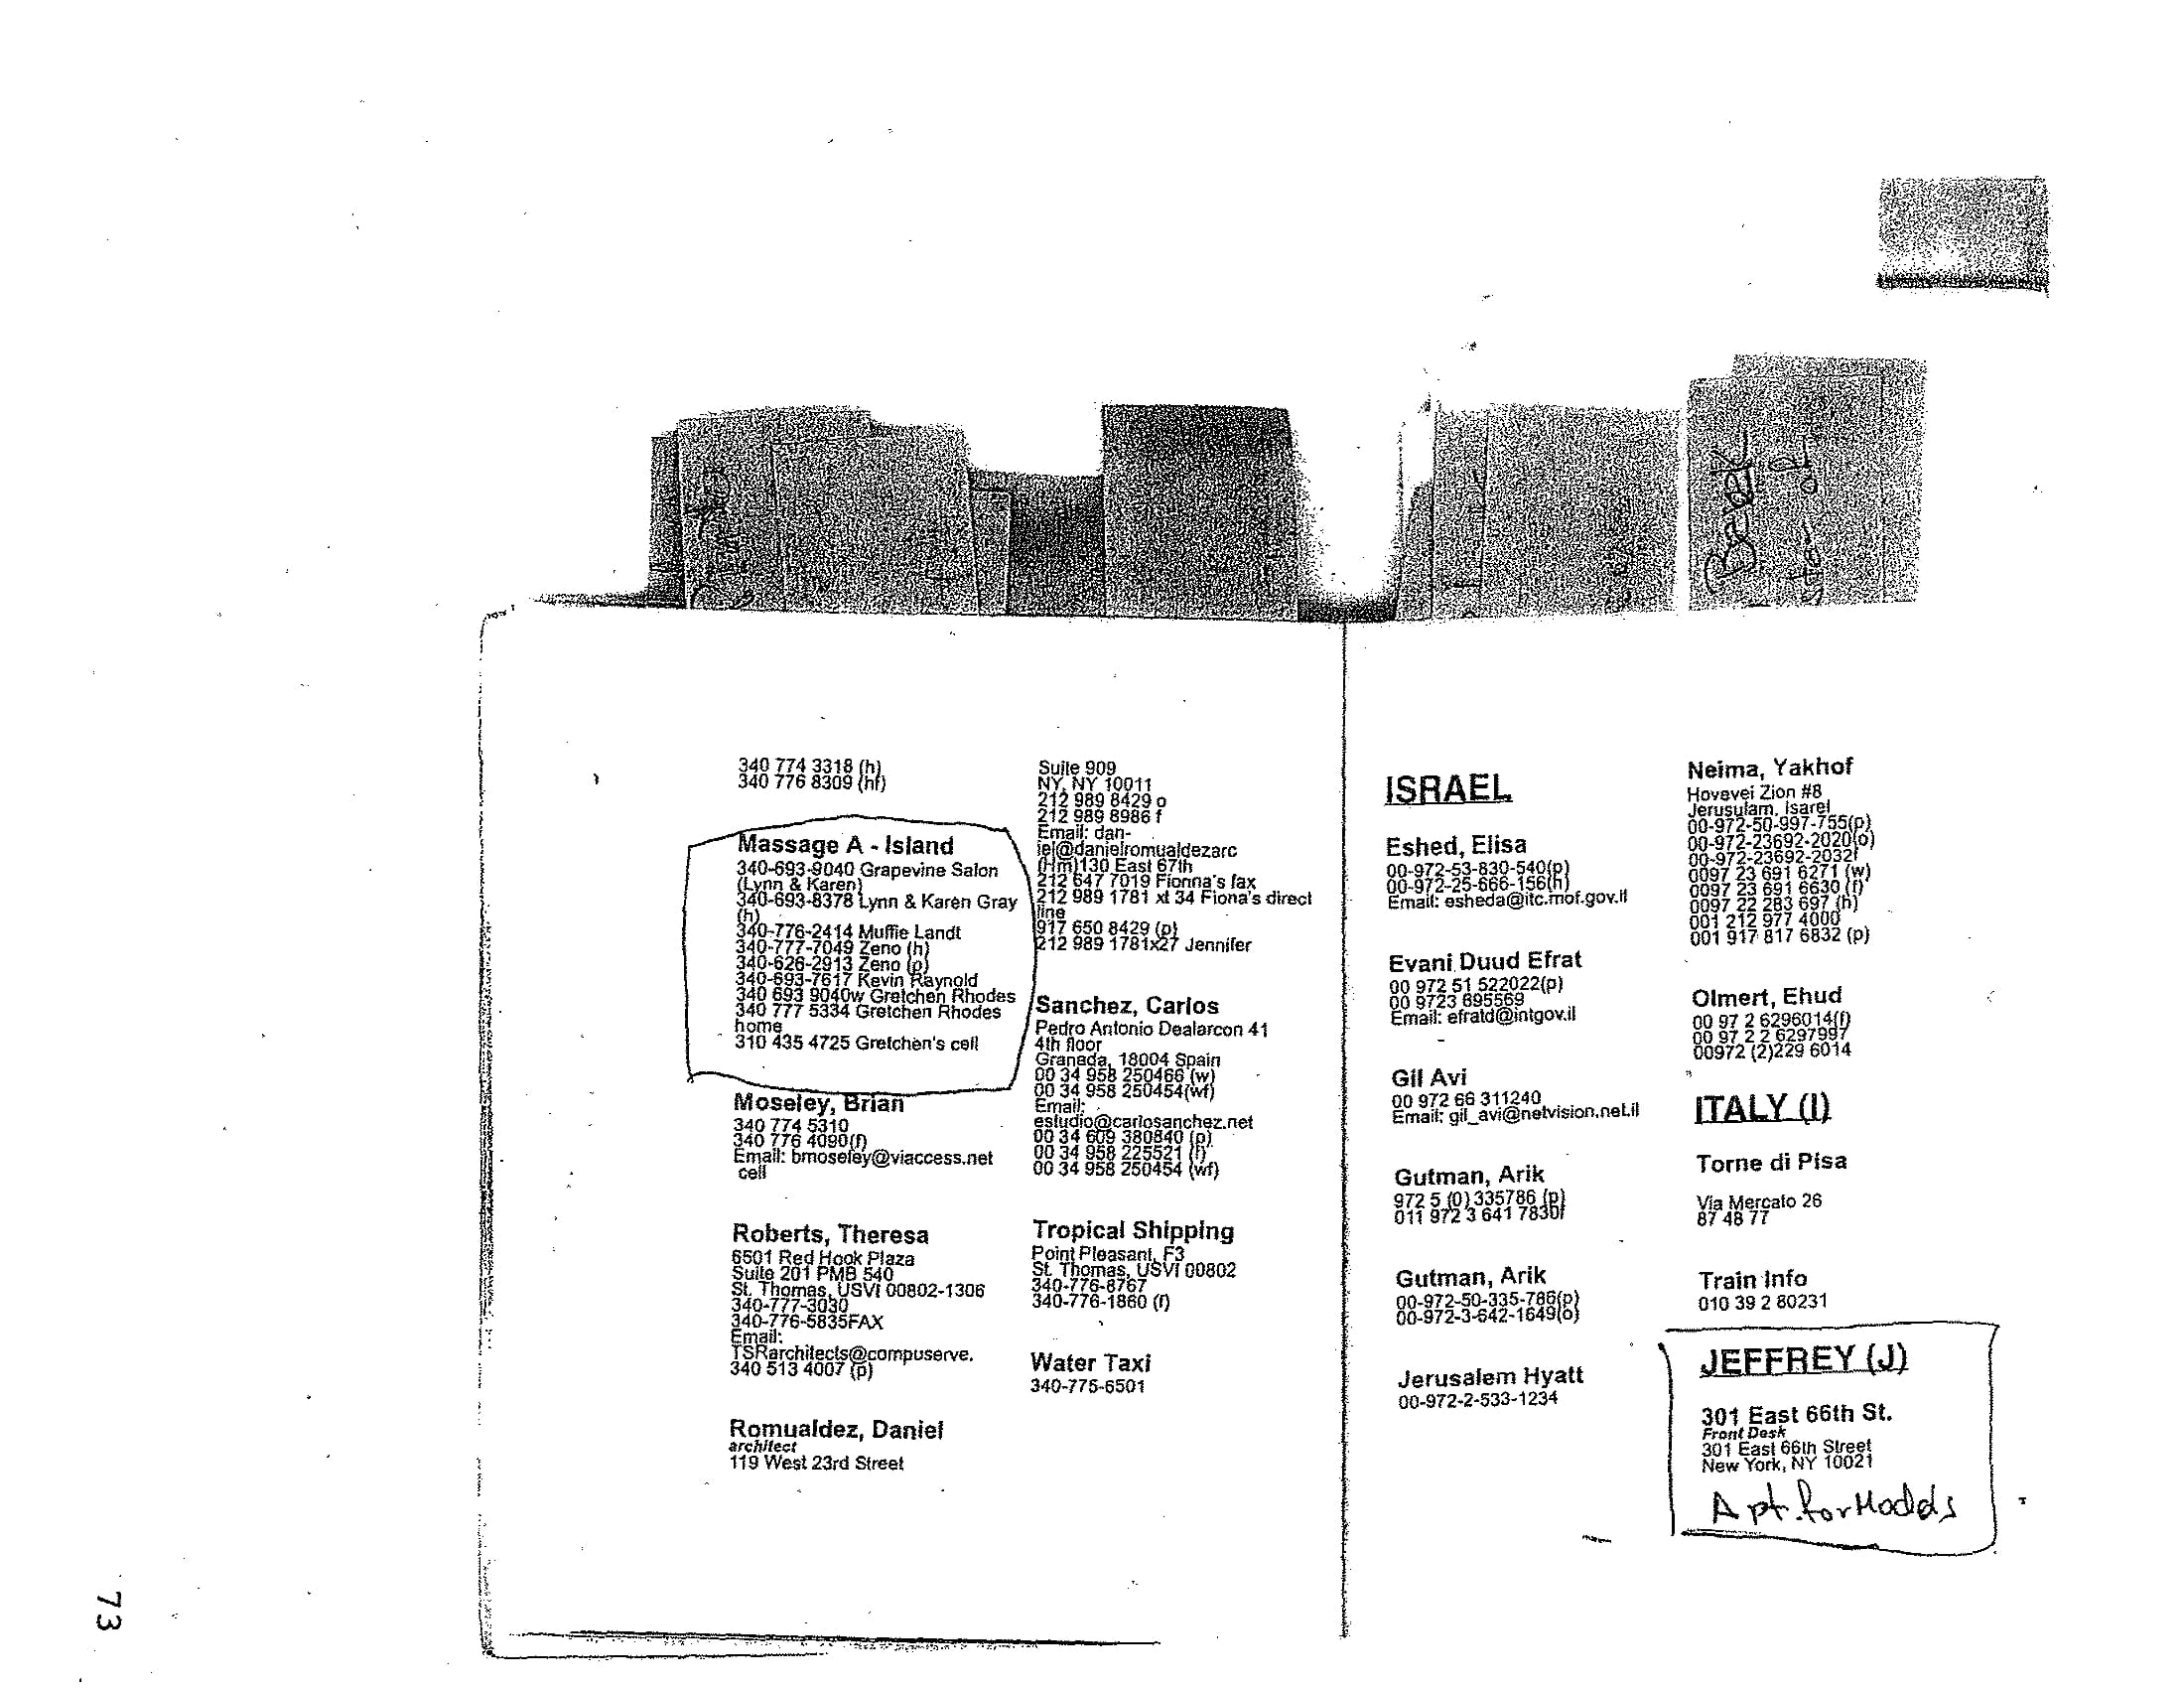 Barak
340 774 3318 (h)
340 776 8309 (hf)
Massage A - Island
340-693-9040 Grapevine Salon
(Lynn & Karen)
340-693-8378 Lynn & Karen Gray
(h)
340-776-2414 Muffie Landt
340-777-7049 Zeno (h)
340-626-2913 Zeno (p)
340-693-7617 Kevin Raynold
340 693 9040w Gretchen Rhodes
340 777 5334 Gretchen Rhodes
home
310 435 4725 Gretchen's cell
Moseley, Brian
340 774 5310
340 776 4090(f)
Email: bmoseley@viaccess.net
cell
Roberts, Theresa
6501 Red Hook Plaza
Suite 201 PMB 540
St. Thomas, USVI 00802-1306
340-777-3030
340-776-5835FAX
Email:
TSRarchitects@compuserve.
340 513 4007 (p)
Romualdez, Daniel
architect
119 West 23rd Street
Suite 909
NY, NY 10011
212 989 8429 o
212 989 8986 f
Email: dan-
iel@danielromualdezarc
(Hm)130 East 67th
212 647 7019 Fionna's fax
212 989 1781 xt 34 Fiona's direct
line
917 650 8429 (p)
212 989 1781x27 Jennifer
Sanchez, Carlos
Pedro Antonio Dealarcon 41
4th floor
Granada, 18004 Spain
00 34 958 250466 (w)
00 34 958 250454(wf)
Email:
estudio@carlosanchez.net
00 34 609 380840 (p)
00 34 958 225521 (f)
00 34 958 250454 (wf)
Tropical Shipping
Point Pleasant, F3
St. Thomas, USVI 00802
340-776-8767
340-776-1860 (f)
Water Taxi
340-775-6501
ISRAEL
Eshed, Elisa
00-972-53-830-540(p)
00-972-25-666-156(h)
Email: esheda@itc.mof.gov.il
Evani Duud Efrat
00 972 51 522022(p)
00 9723 695569
Email: efratd@intgov.il
Gil Avi
00 972 66 311240
Email: gil_avi@netvision.net.il
Gutman, Arik
972 5 (0) 335786 (p)
011 972 3 641 7830f
Gutman, Arik
00-972-50-335-786(p)
00-972-3-642-1649(o)
Jerusalem Hyatt
00-972-2-533-1234
Neima, Yakhof
Hovevei Zion #8
Jerusulam, Isarel
00-972-50-997-755(p)
00-972-23692-2020(o)
00-972-23692-2032f
0097 23 691 6271 (w)
0097 23 691 6630 (f)
0097 22 283 697 (h)
001 212 977 4000
001 917 817 6832 (p)
Olmert, Ehud
00 97 2 6296014(f)
00 97 2 2 6297997
00972 (2)229 6014
ITALY (I)
Torne di Pisa
Via Mercato 26
87 48 77
Train Info
010 39 2 80231
JEFFREY (J)
301 East 66th St.
Front Desk
301 East 66th Street
New York, NY 10021
Apt. for Models
73